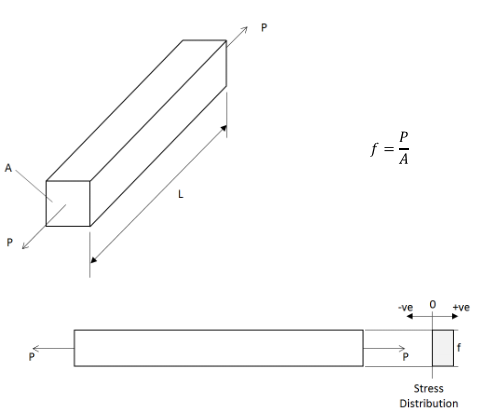 P
A
P
L
f = P/A
-ve 0 +ve
P
P
f
Stress
Distribution